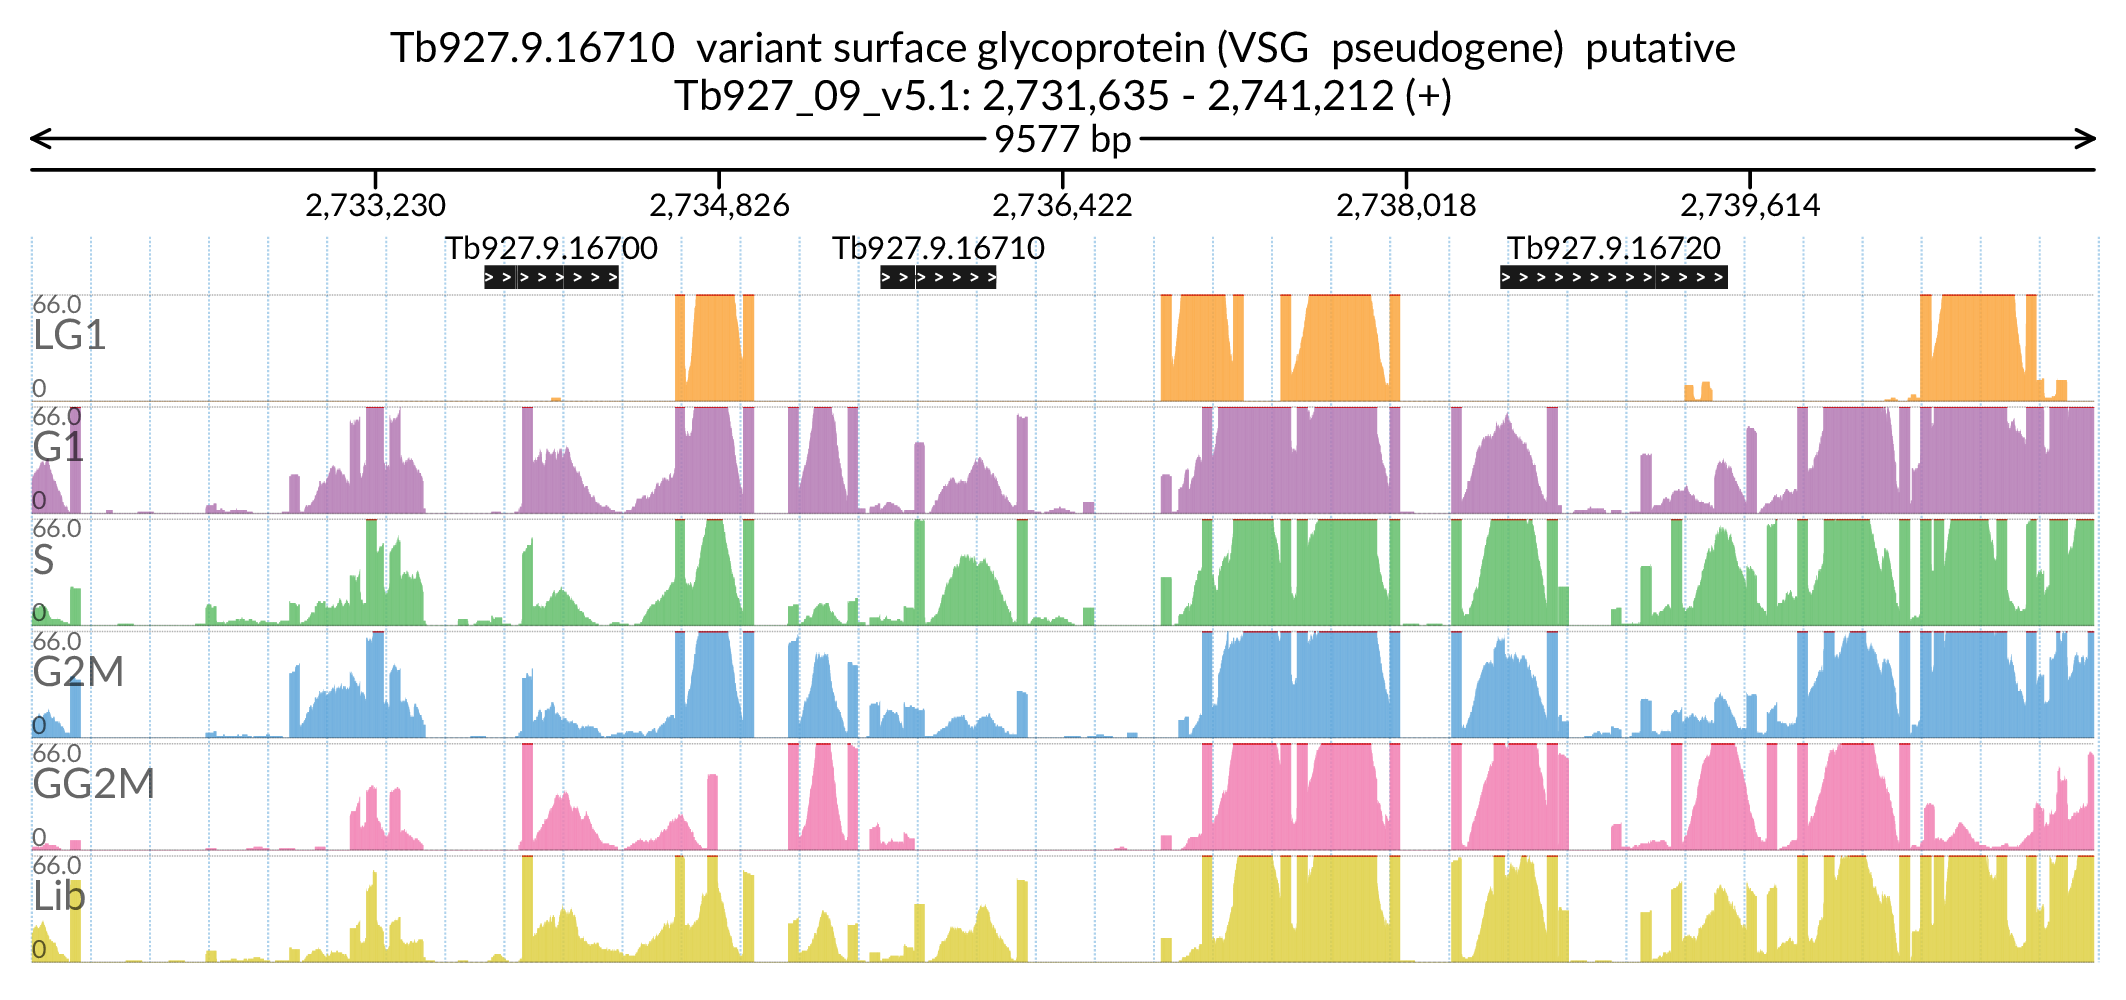 Tb927.9.16710  variant surface glycoprotein (VSG  pseudogene)  putative
Tb927_09_v5.1: 2,731,635 - 2,741,212 (+)
9577 bp
2,733,230 2,734,826 2,736,422 2,738,018 2,739,614
Tb927.9.16700 Tb927.9.16710 Tb927.9.16720
66.0
LG1
0
66.0
G1
0
66.0
S
0
66.0
G2M
0
66.0
GG2M
0
66.0
Lib
0